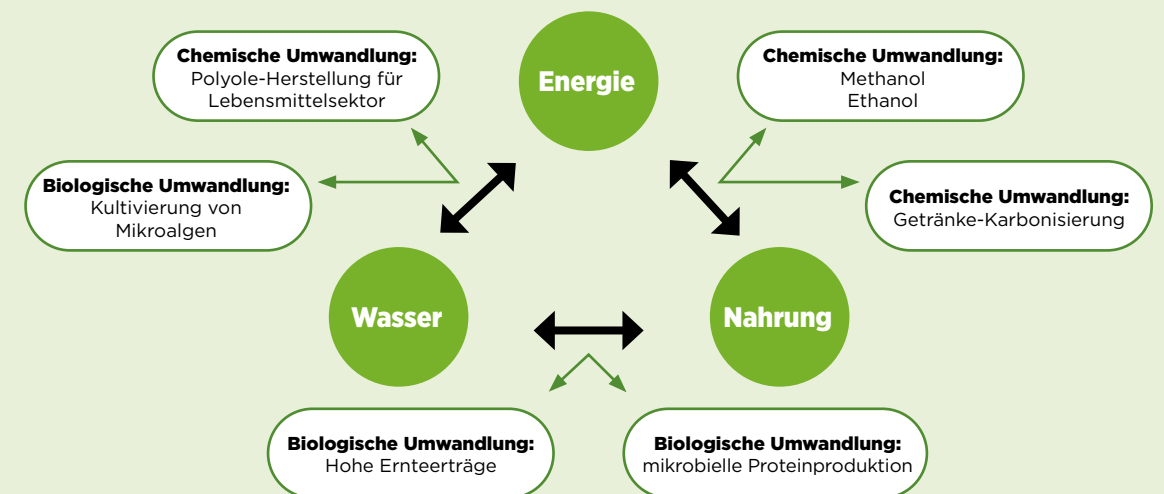 Chemische Umwandlung:
Polyole-Herstellung für
Lebensmittelsektor
Energie
Chemische Umwandlung:
Methanol
Ethanol
Biologische Umwandlung:
Kultivierung von
Mikroalgen
Chemische Umwandlung:
Getränke-Karbonisierung
Wasser
Nahrung
Biologische Umwandlung:
Hohe Ernteerträge
Biologische Umwandlung:
mikrobielle Proteinproduktion